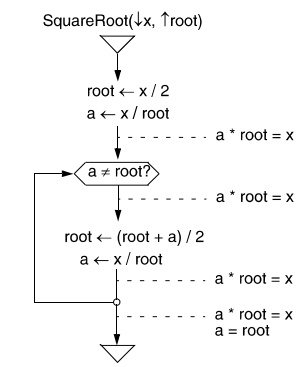 SquareRoot(↓x, ↑root)
root ← x / 2
a ← x / root
a * root = x
a ≠ root?
a * root = x
root ← (root + a) / 2
a ← x / root
a * root = x
a * root = x
a = root